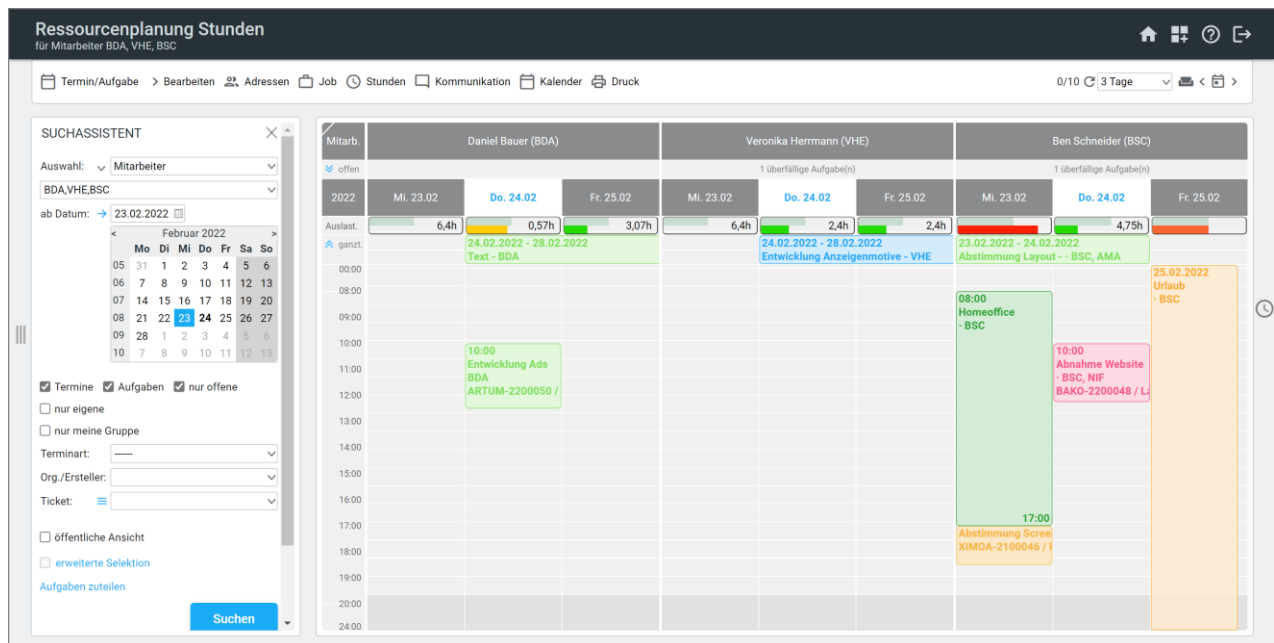 Ressourcenplanung Stunden
für Mitarbeiter BDA, VHE, BSC
Termin/Aufgabe Bearbeiten Adressen Job Stunden Kommunikation Kalender Druck
0/10 3 Tage
SUCHASSISTENT
Auswahl: Mitarbeiter
BDA,VHE,BSC
ab Datum: 23.02.2022
< Februar 2022 >
Mo Di Mi Do Fr Sa So
05 31 1 2 3 4 5 6
06 7 8 9 10 11 12 13
07 14 15 16 17 18 19 20
08 21 22 23 24 25 26 27
09 28 1 2 3 4 5 6
10 7 8 9 10 11 12 13
Termine Aufgaben nur offene
nur eigene
nur meine Gruppe
Terminart: -----
Org./Ersteller:
Ticket:
öffentliche Ansicht
erweiterte Selektion
Aufgaben zuteilen
Suchen
Mitarb. Daniel Bauer (BDA) Veronika Herrmann (VHE) Ben Schneider (BSC)
offen 1 überfällige Aufgabe(n) 1 überfällige Aufgabe(n)
2022 Mi. 23.02 Do. 24.02 Fr. 25.02 Mi. 23.02 Do. 24.02 Fr. 25.02 Mi. 23.02 Do. 24.02 Fr. 25.02
Auslast. 6,4h 0,57h 3,07h 6,4h 2,4h 2,4h 4,75h
ganzt.
24.02.2022 - 28.02.2022
Text - BDA
24.02.2022 - 28.02.2022
Entwicklung Anzeigenmotive - VHE
23.02.2022 - 24.02.2022
Abstimmung Layout - · BSC, AMA
00:00
08:00
09:00
10:00
11:00
12:00
13:00
14:00
15:00
16:00
17:00
18:00
19:00
20:00
24:00
10:00
Entwicklung Ads
BDA
ARTUM-2200050 /
08:00
Homeoffice
· BSC
17:00
Abstimmung Scree
XIMOA-2100046 /
10:00
Abnahme Website
· BSC, NIF
BAKO-2200048 / La
25.02.2022
Urlaub
· BSC